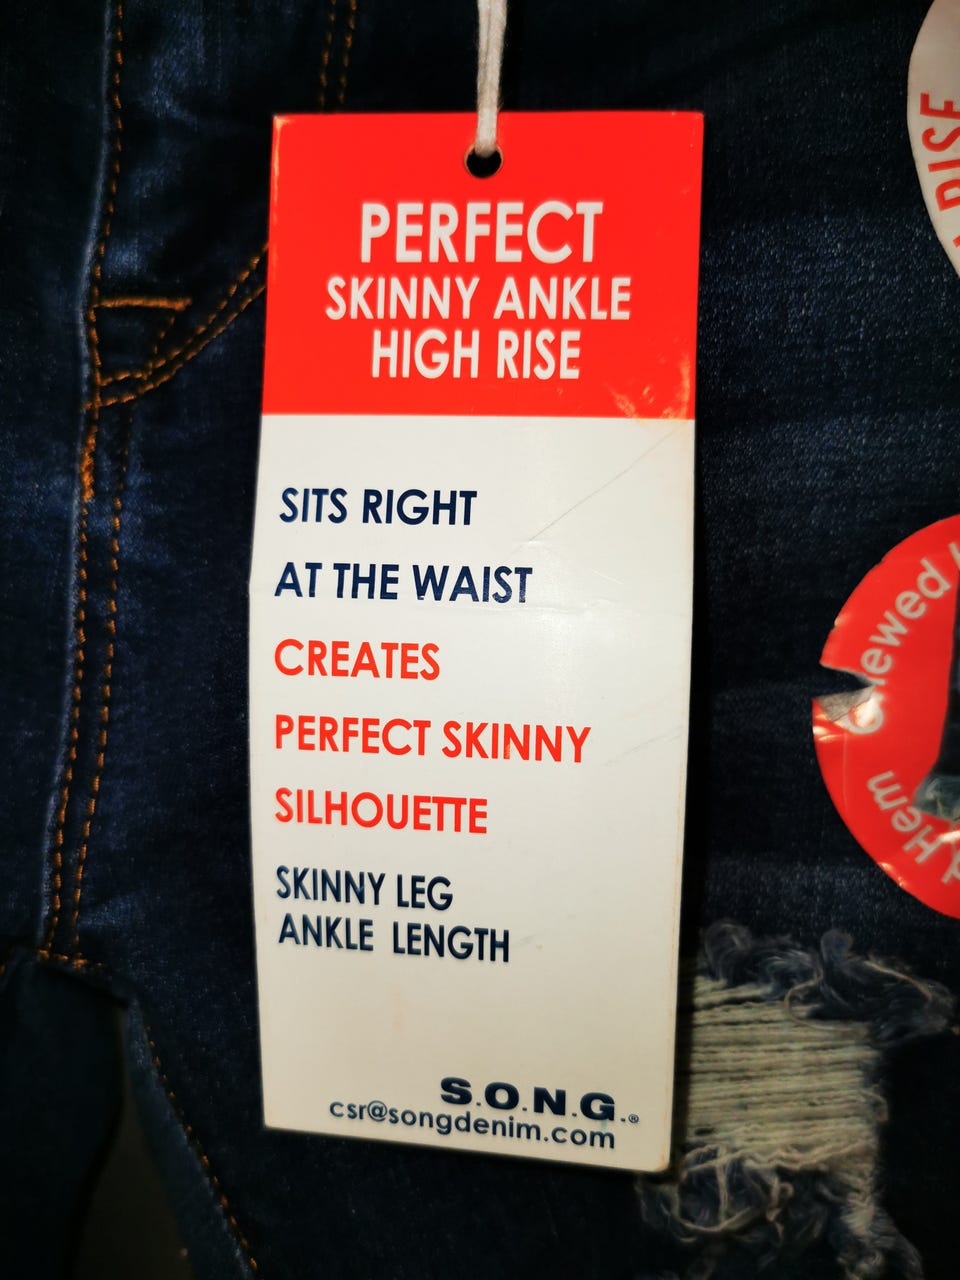 PERFECT
SKINNY ANKLE
HIGH RISE
SITS RIGHT
AT THE WAIST
CREATES
PERFECT SKINNY
SILHOUETTE
SKINNY LEG
ANKLE LENGTH
S.O.N.G.®
csr@songdenim.com
RISE
Chewed
Hem